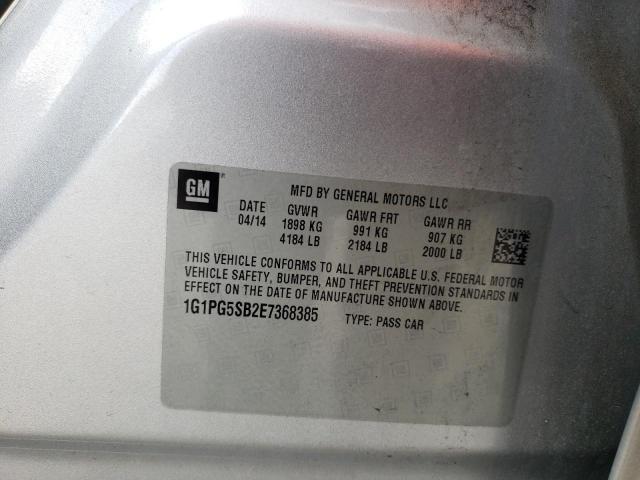 GM
MFD BY GENERAL MOTORS LLC
DATE GVWR GAWR FRT GAWR RR
04/14 1898 KG 991 KG 907 KG
4184 LB 2184 LB 2000 LB
THIS VEHICLE CONFORMS TO ALL APPLICABLE U.S. FEDERAL MOTOR
VEHICLE SAFETY, BUMPER, AND THEFT PREVENTION STANDARDS IN
EFFECT ON THE DATE OF MANUFACTURE SHOWN ABOVE.
1G1PG5SB2E7368385 TYPE: PASS CAR